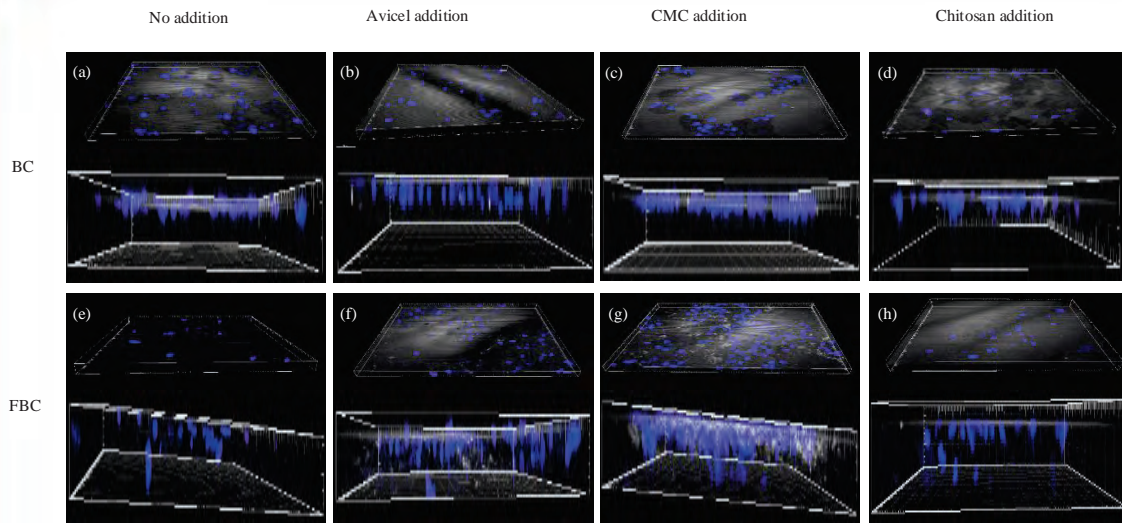 No addition Avicel addition CMC addition Chitosan addition
BC
(a) (b) (c) (d)
FBC
(e) (f) (g) (h)